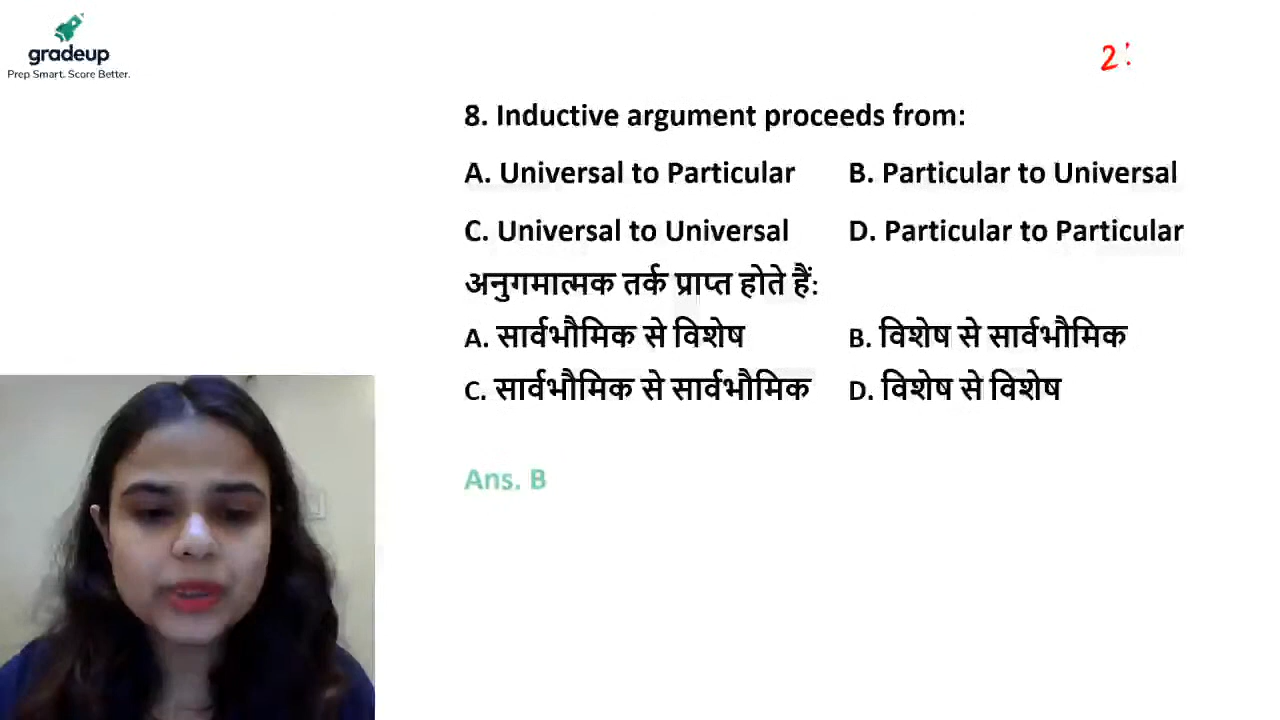 gradeup
Prep Smart. Score Better.
2:
8. Inductive argument proceeds from:
A. Universal to Particular B. Particular to Universal
C. Universal to Universal D. Particular to Particular
अनुगमात्मक तर्क प्राप्त होते हैं:
A. सार्वभौमिक से विशेष B. विशेष से सार्वभौमिक
C. सार्वभौमिक से सार्वभौमिक D. विशेष से विशेष
Ans. B